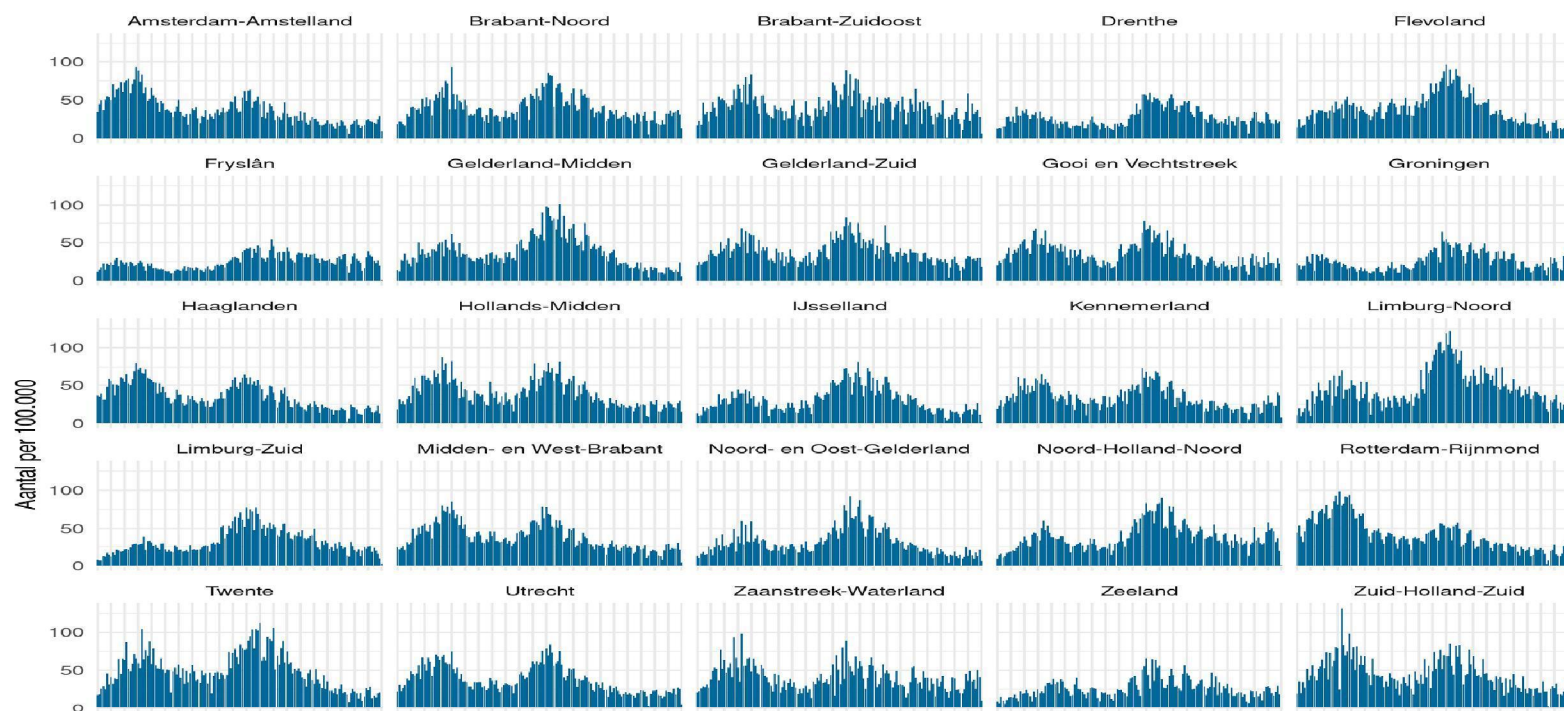 Amsterdam-Amstelland Brabant-Noord Brabant-Zuidoost Drenthe Flevoland
100
50
0
Fryslân Gelderland-Midden Gelderland-Zuid Gooi en Vechtstreek Groningen
100
50
0
Haaglanden Hollands-Midden IJsselland Kennemerland Limburg-Noord
100
50
0
Aantal per 100.000
Limburg-Zuid Midden- en West-Brabant Noord- en Oost-Gelderland Noord-Holland-Noord Rotterdam-Rijnmond
100
50
0
Twente Utrecht Zaanstreek-Waterland Zeeland Zuid-Holland-Zuid
100
50
0